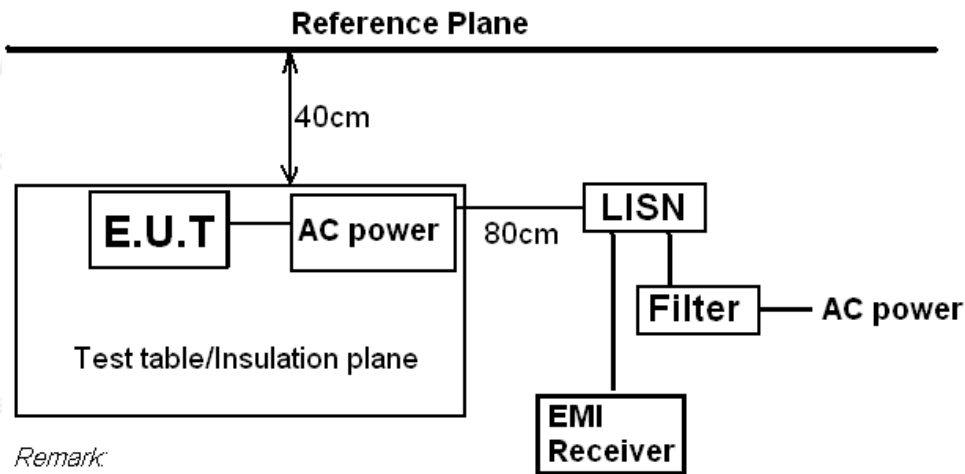 Reference Plane
40cm
E.U.T
AC power
80cm
LISN
Filter
AC power
Test table/Insulation plane
EMI
Receiver
Remark: